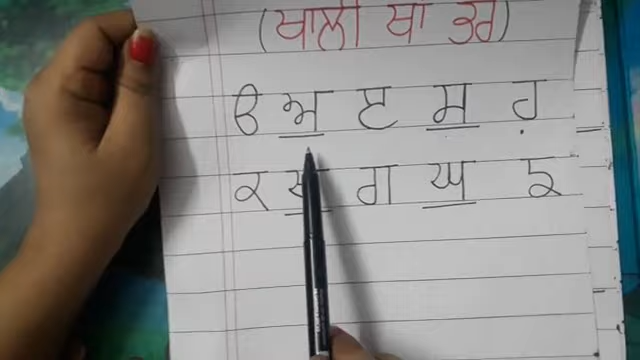 (ਖਾਲੀ ਥਾਂ ਭਰੋ)
ੳ ਅ ੲ ਸ ਹ
ਕ ਖ ਗ ਘ ਙ